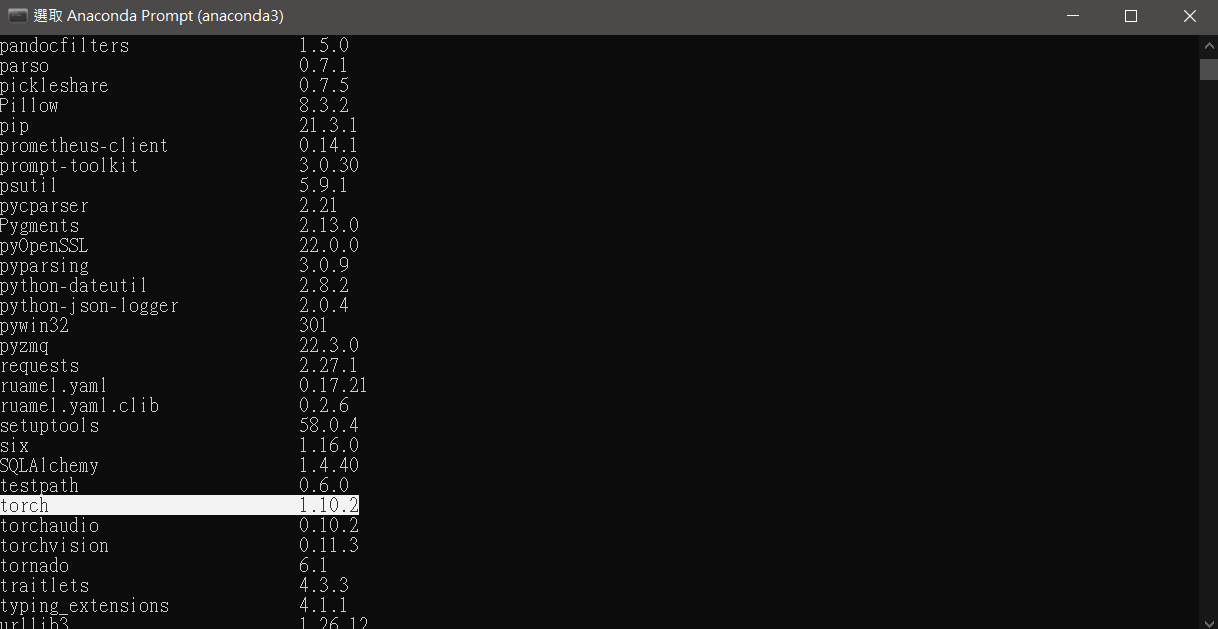 選取 Anaconda Prompt (anaconda3)
pandocfilters 1.5.0
parso 0.7.1
pickleshare 0.7.5
Pillow 8.3.2
pip 21.3.1
prometheus-client 0.14.1
prompt-toolkit 3.0.30
psutil 5.9.1
pycparser 2.21
Pygments 2.13.0
pyOpenSSL 22.0.0
pyparsing 3.0.9
python-dateutil 2.8.2
python-json-logger 2.0.4
pywin32 301
pyzmq 22.3.0
requests 2.27.1
ruamel.yaml 0.17.21
ruamel.yaml.clib 0.2.6
setuptools 58.0.4
six 1.16.0
SQLAlchemy 1.4.40
testpath 0.6.0
torch 1.10.2
torchaudio 0.10.2
torchvision 0.11.3
tornado 6.1
traitlets 4.3.3
typing_extensions 4.1.1
urllib3 1.26.12